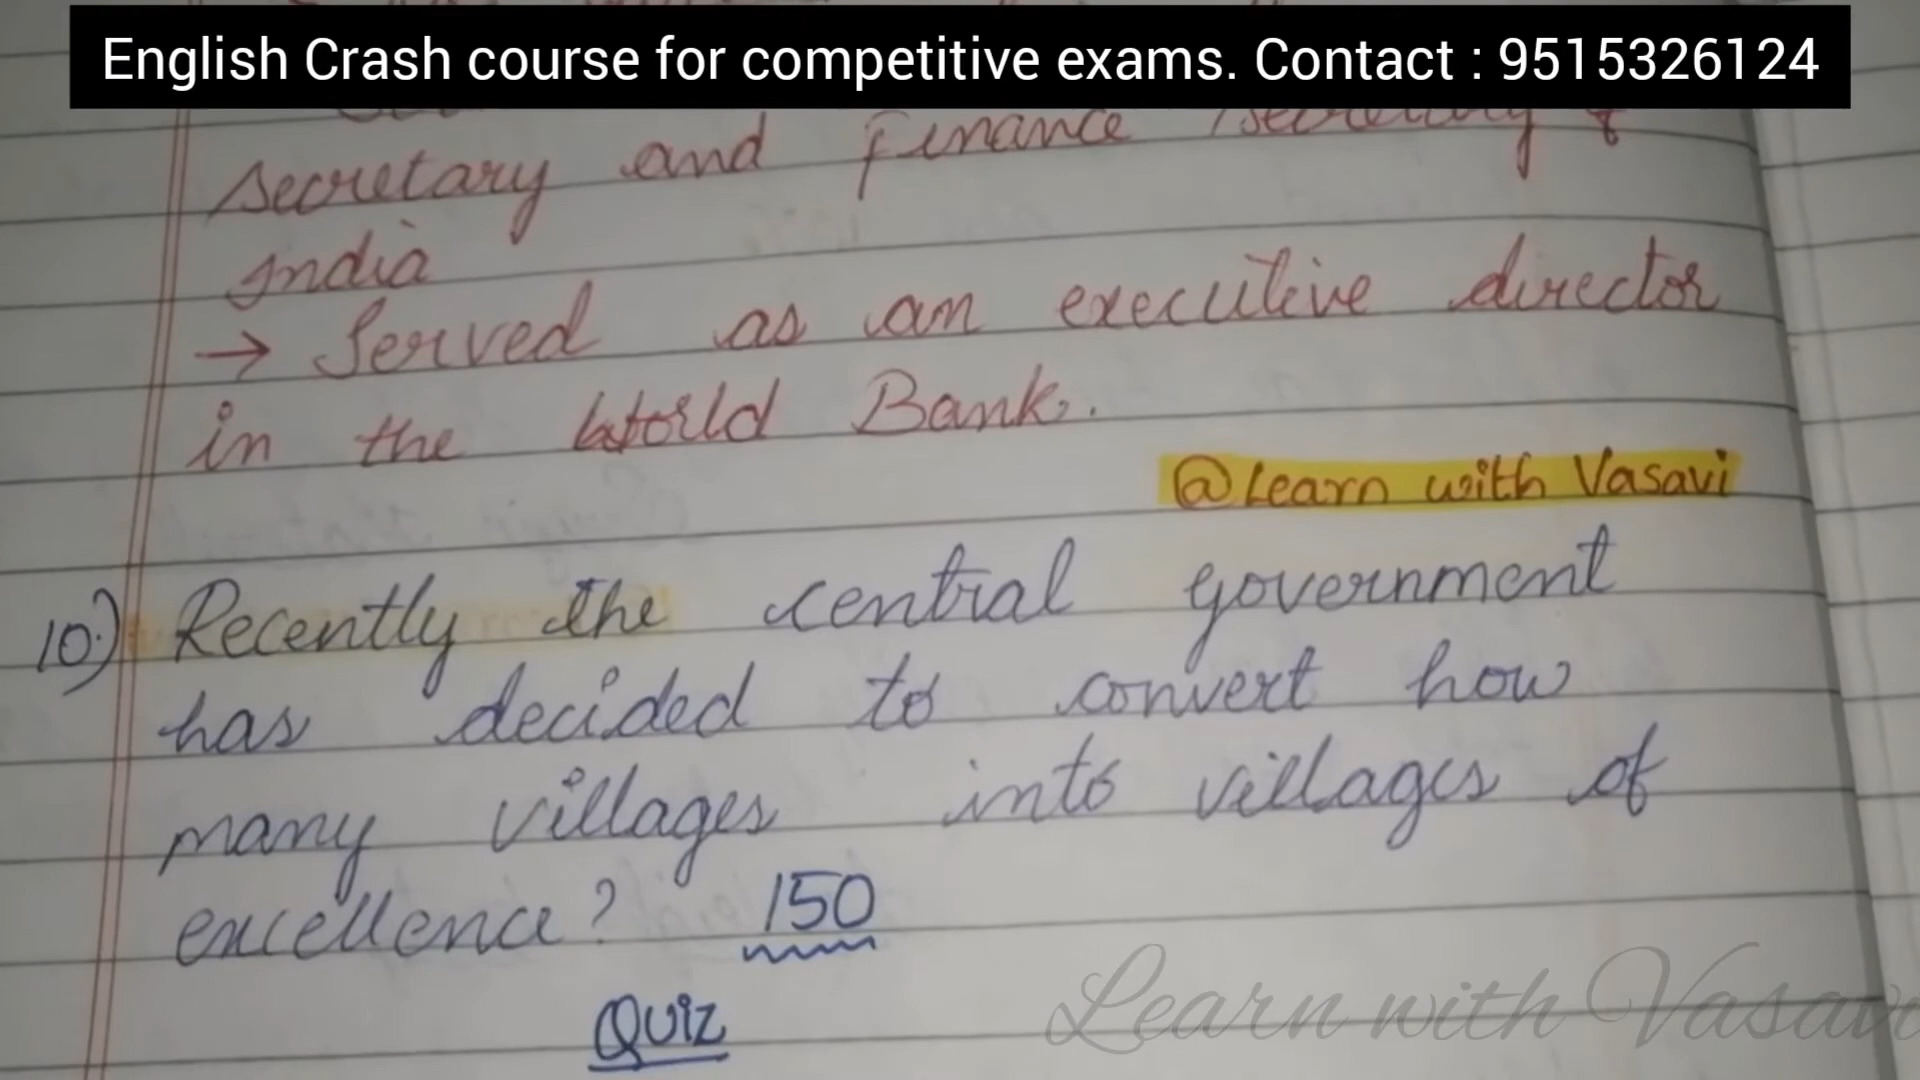 English Crash course for competitive exams. Contact : 9515326124
secretary and Finance secretary of
India
→ Served as an executive director
in the World Bank.
@Learn with Vasavi
10.) Recently the central government
has decided to convert how
many villages into villages of
excellence? 150
Quiz
Learn with Vasavi